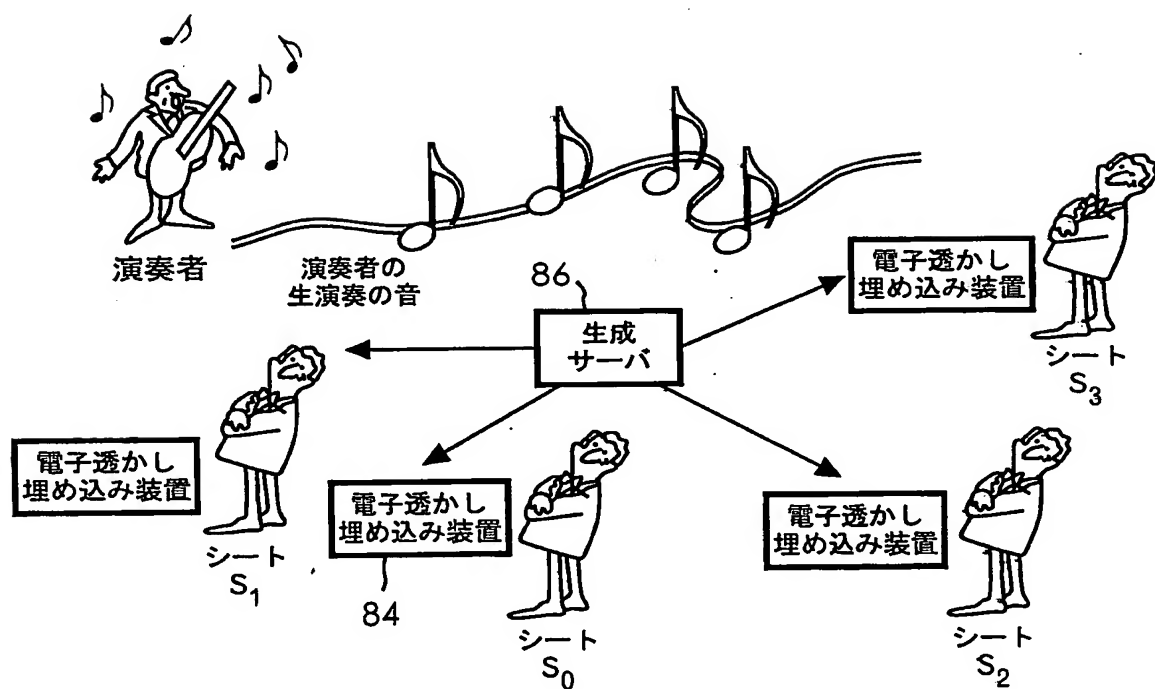 演奏者
演奏者の
生演奏の音
86
生成
サーバ
電子透かし
埋め込み装置
シート
S3
電子透かし
埋め込み装置
シート
S1
電子透かし
埋め込み装置
84
シート
S0
電子透かし
埋め込み装置
シート
S2